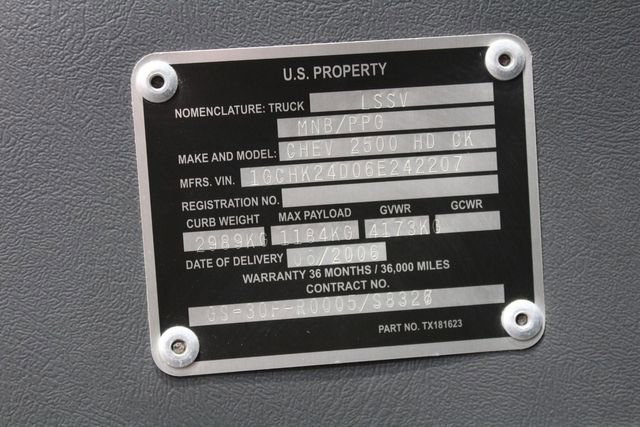 U.S. PROPERTY
NOMENCLATURE: TRUCK LSSV
MNB/PPG
MAKE AND MODEL: CHEV 2500 HD CK
MFRS. VIN. 1GCHK24D06E242207
REGISTRATION NO.
CURB WEIGHT MAX PAYLOAD GVWR GCWR
2989KG 1184KG 4173KG
DATE OF DELIVERY 06/2006
WARRANTY 36 MONTHS / 36,000 MILES
CONTRACT NO.
GS-30F-R0005/
PART NO. TX181623